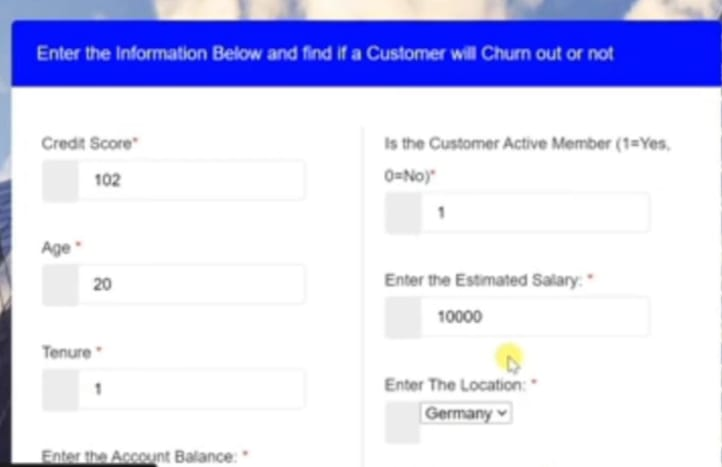 Enter the Information Below and find if a Customer will Churn out or not
Credit Score*
102
Age *
20
Tenure *
1
Enter the Account Balance: *
Is the Customer Active Member (1=Yes,
0=No)*
1
Enter the Estimated Salary: *
10000
Enter The Location: *
Germany